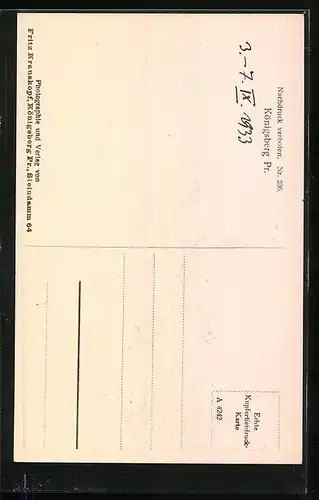 Nachdruck verboten. Nr. 236.
Königsberg Pr.
3. – 7. IX. 1933
Photographie und Verlag von
Fritz Krauskopf, Königsberg Pr., Steindamm 64
Echte
Kupfertiefdruck-
Karte
A 4242